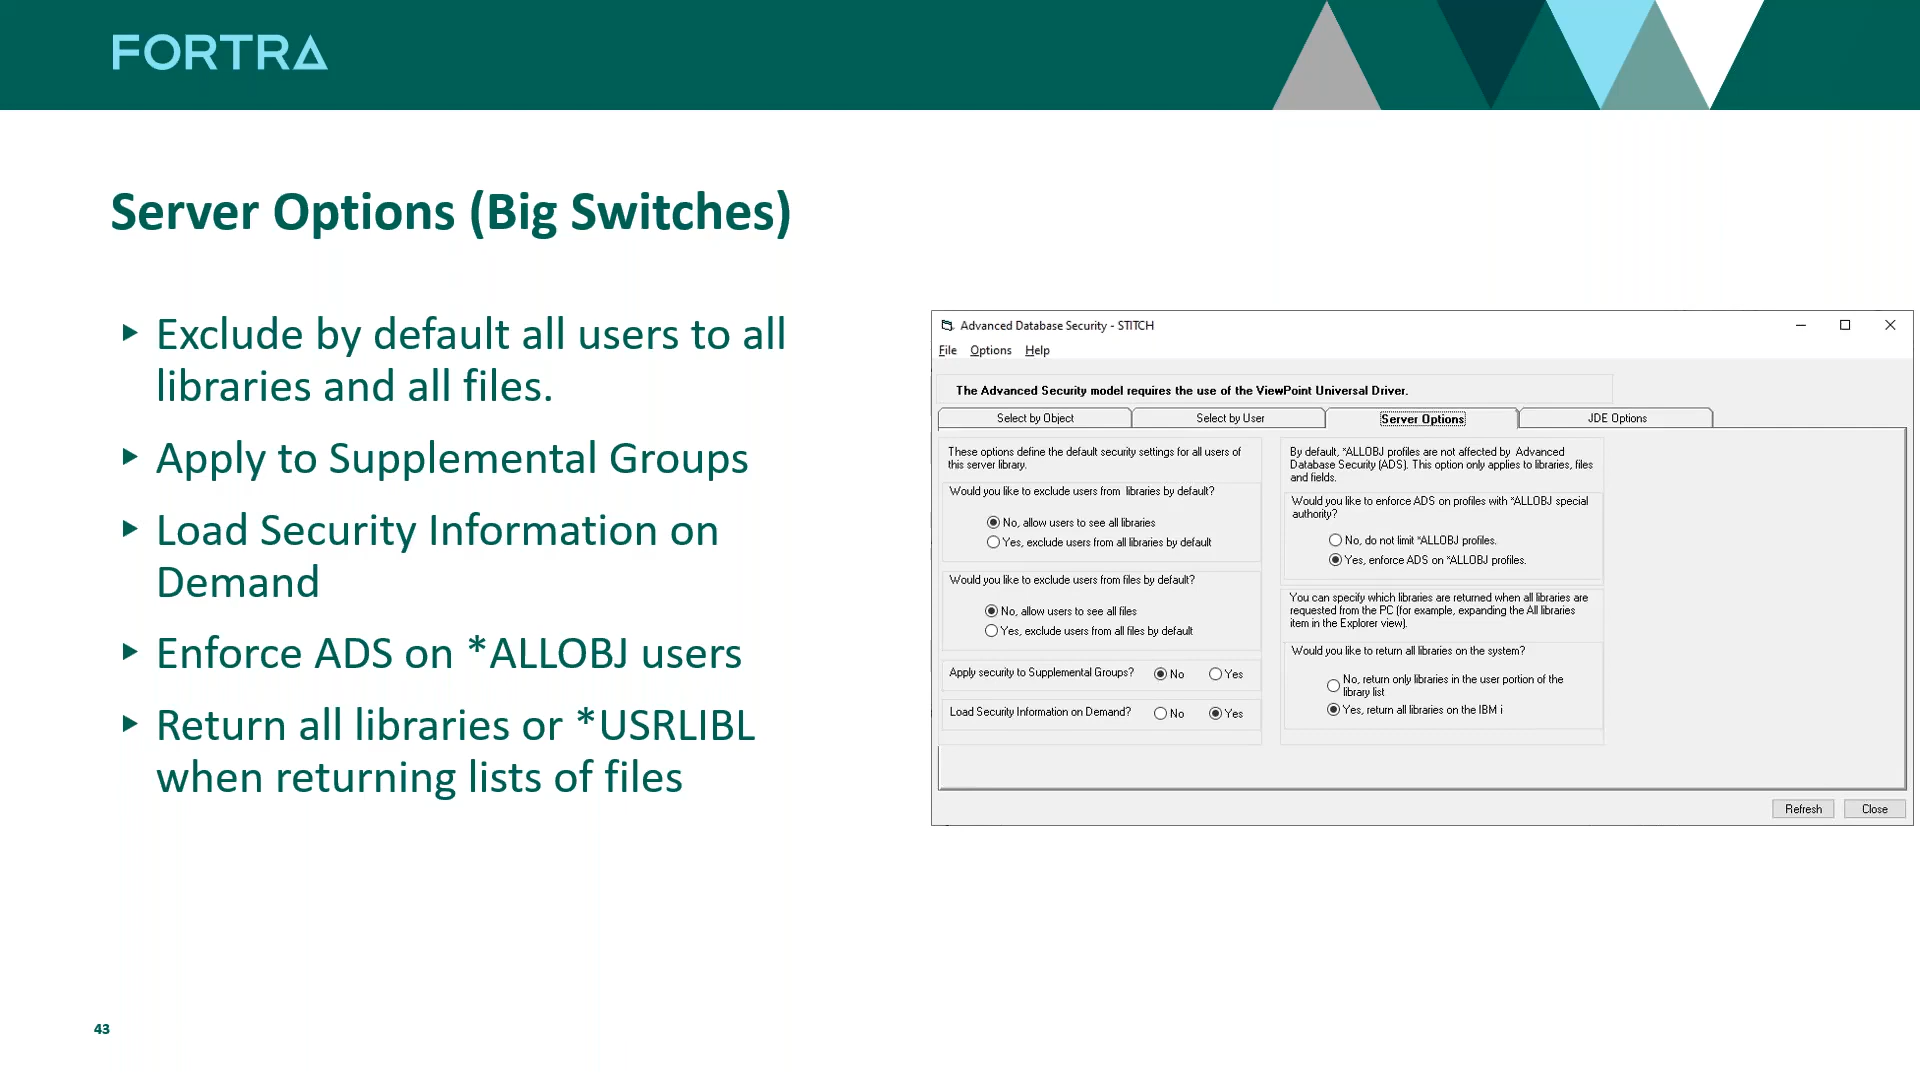 FORTRA
Server Options (Big Switches)
Exclude by default all users to all
libraries and all files.
Apply to Supplemental Groups
Load Security Information on
Demand
Enforce ADS on *ALLOBJ users
Return all libraries or *USRLIBL
when returning lists of files
Advanced Database Security - STITCH
File Options Help
The Advanced Security model requires the use of the ViewPoint Universal Driver.
Select by Object Select by User Server Options JDE Options
These options define the default security settings for all users of
this server library.
Would you like to exclude users from libraries by default?
No, allow users to see all libraries
Yes, exclude users from all libraries by default
Would you like to exclude users from files by default?
No, allow users to see all files
Yes, exclude users from all files by default
Apply security to Supplemental Groups? No Yes
Load Security Information on Demand? No Yes
By default, *ALLOBJ profiles are not affected by Advanced
Database Security (ADS). This option only applies to libraries, files
and fields.
Would you like to enforce ADS on profiles with *ALLOBJ special
authority?
No, do not limit *ALLOBJ profiles.
Yes, enforce ADS on *ALLOBJ profiles.
You can specify which libraries are returned when all libraries are
requested from the PC (for example, expanding the All libraries
item in the Explorer view).
Would you like to return all libraries on the system?
No, return only libraries in the user portion of the
library list
Yes, return all libraries on the IBM i
Refresh Close
43